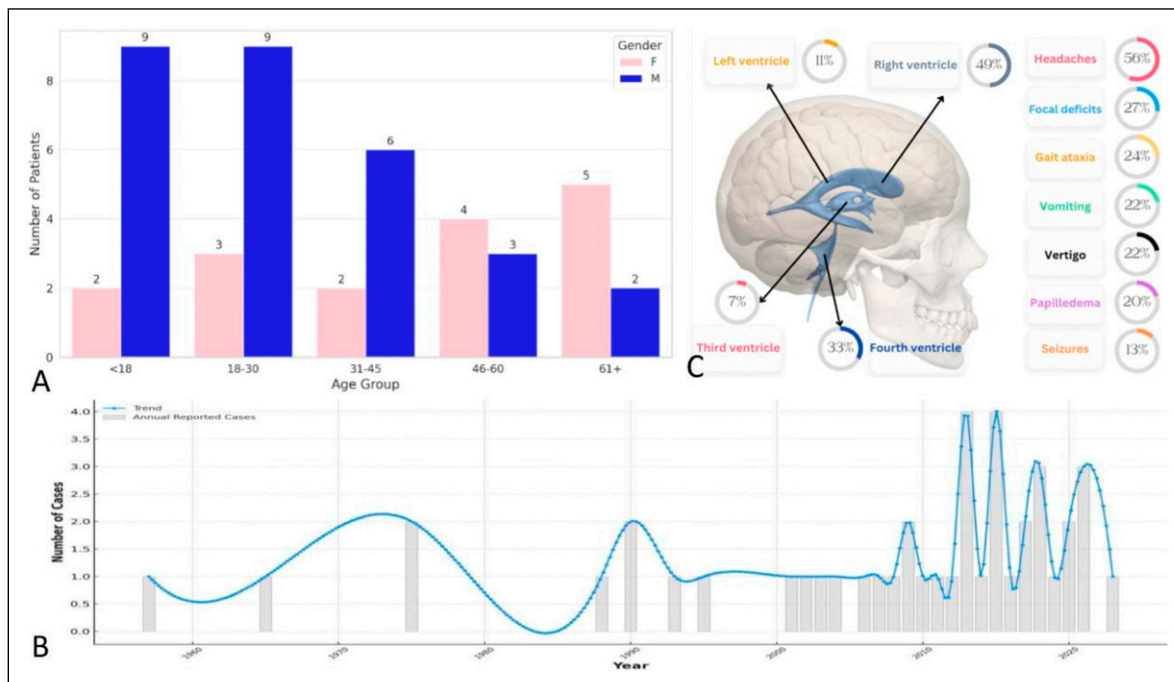 Gender
F
M
9
9
8
6
6
5
4
4
3
3
2
2
2
2
0
Number of Patients
<18
18-30
31-45
46-60
61+
Age Group
A
Left ventricle
11%
Right ventricle
49%
7%
Third ventricle
33%
Fourth ventricle
C
Headaches
56%
Focal deficits
27%
Gait ataxia
24%
Vomiting
22%
Vertigo
22%
Papilledema
20%
Seizures
13%
Trend
Annual Reported Cases
4.0
3.5
3.0
2.5
2.0
1.5
1.0
0.5
0.0
Number of Cases
1960
1970
1980
1990
2000
2010
2020
Year
B